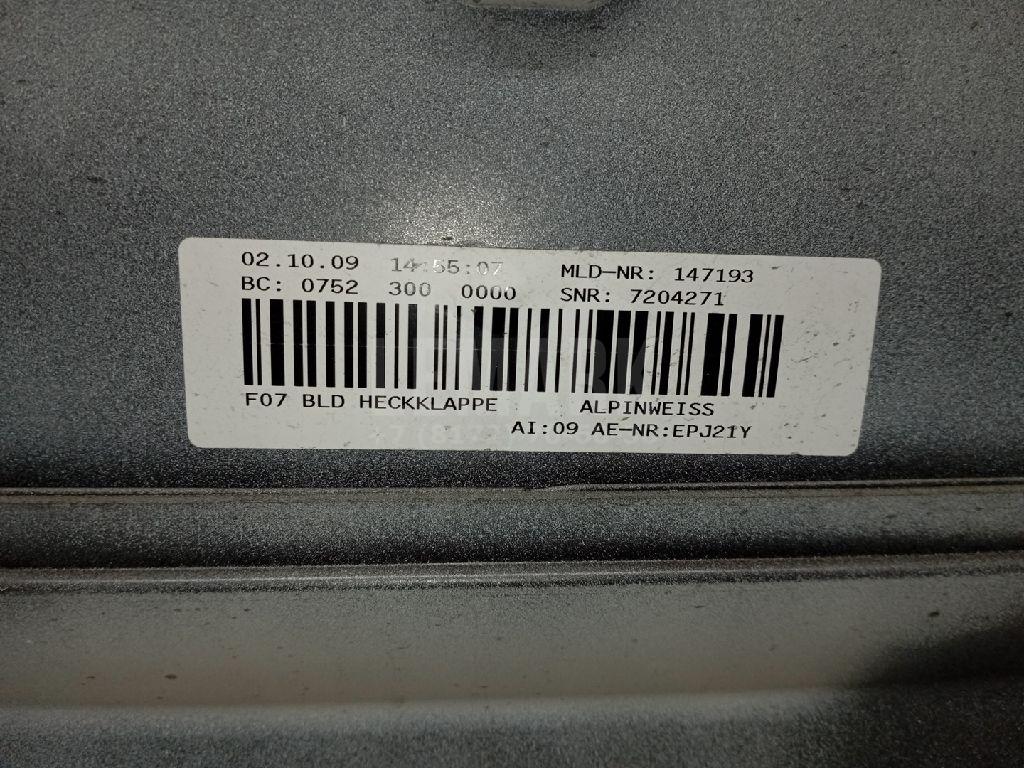 02.10.09 14:55:07 MLD-NR: 147193
BC: 0752 300 0000 SNR: 7204271
F07 BLD HECKKLAPPE ALPINWEISS
AI:09 AE-NR:EPJ21Y